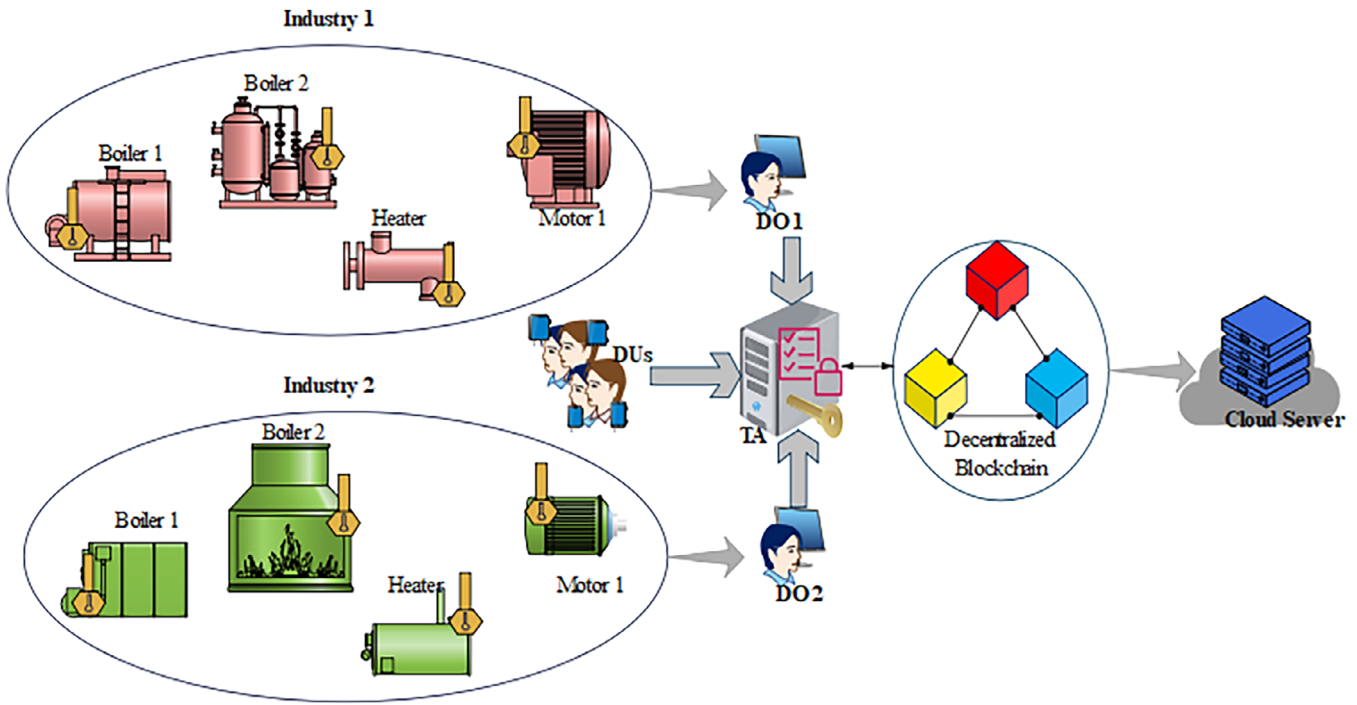 Industry 1
Boiler 2
Boiler 1
Heater
Motor 1
DO1
DUs
TA
Decentralized
Blockchain
Cloud Server
Industry 2
Boiler 2
Boiler 1
Heater
Motor 1
DO2